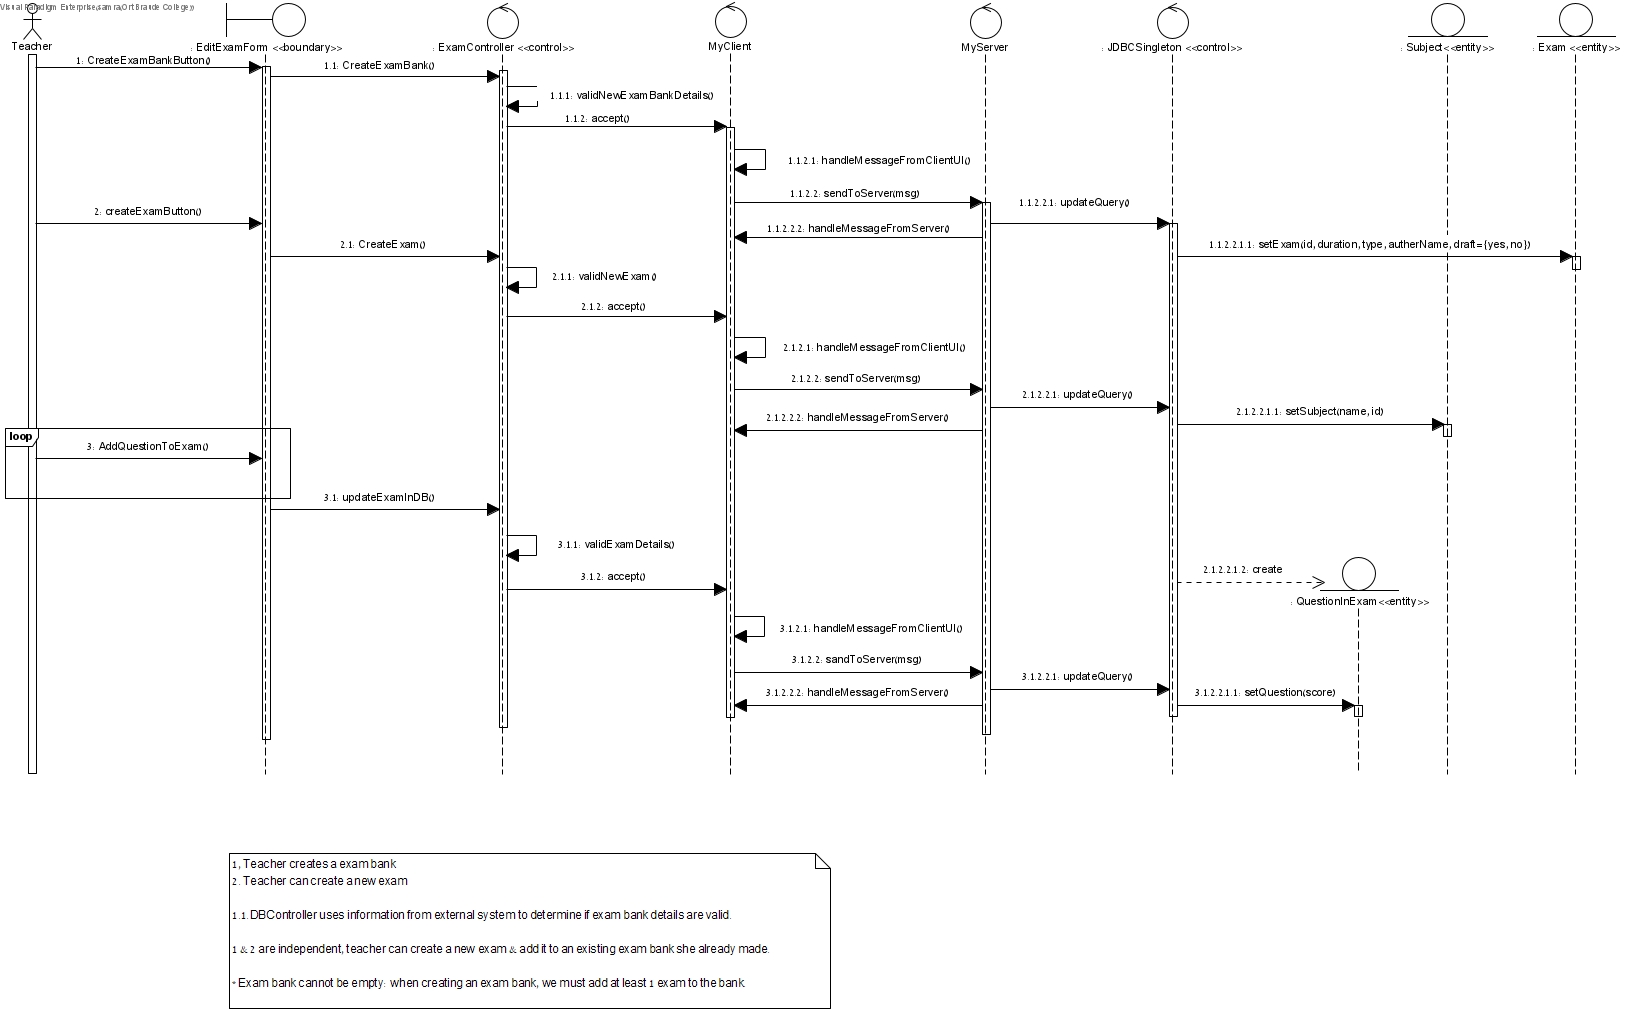 Visual Paradigm Enterprise(samra(Ort Braude College))
Teacher
: EditExamForm <<boundary>>
: ExamController <<control>>
MyClient
MyServer
: JDBCSingleton <<control>>
: Subject<<entity>>
: Exam <<entity>>
1: CreateExamBankButton()
1.1: CreateExamBank()
1.1.1: validNewExamBankDetails()
1.1.2: accept()
1.1.2.1: handleMessageFromClientUI()
1.1.2.2: sendToServer(msg)
1.1.2.2.1: updateQuery()
2: createExamButton()
1.1.2.2.2: handleMessageFromServer()
2.1: CreateExam()
1.1.2.2.1.1: setExam(id, duration, type, autherName, draft={yes, no})
2.1.1: validNewExam()
2.1.2: accept()
2.1.2.1: handleMessageFromClientUI()
2.1.2.2: sendToServer(msg)
2.1.2.2.1: updateQuery()
2.1.2.2.2: handleMessageFromServer()
2.1.2.2.1.1: setSubject(name, id)
loop
3: AddQuestionToExam()
3.1: updateExamInDB()
3.1.1: validExamDetails()
3.1.2: accept()
2.1.2.2.1.2: create
: QuestionInExam<<entity>>
3.1.2.1: handleMessageFromClientUI()
3.1.2.2: sandToServer(msg)
3.1.2.2.1: updateQuery()
3.1.2.2.2: handleMessageFromServer()
3.1.2.2.1.1: setQuestion(score)
1, Teacher creates a exam bank
2. Teacher can create a new exam
1.1. DBController uses information from external system to determine if exam bank details are valid.
1 & 2 are independent, teacher can create a new exam & add it to an existing exam bank she already made.
* Exam bank cannot be empty: when creating an exam bank, we must add at least 1 exam to the bank.